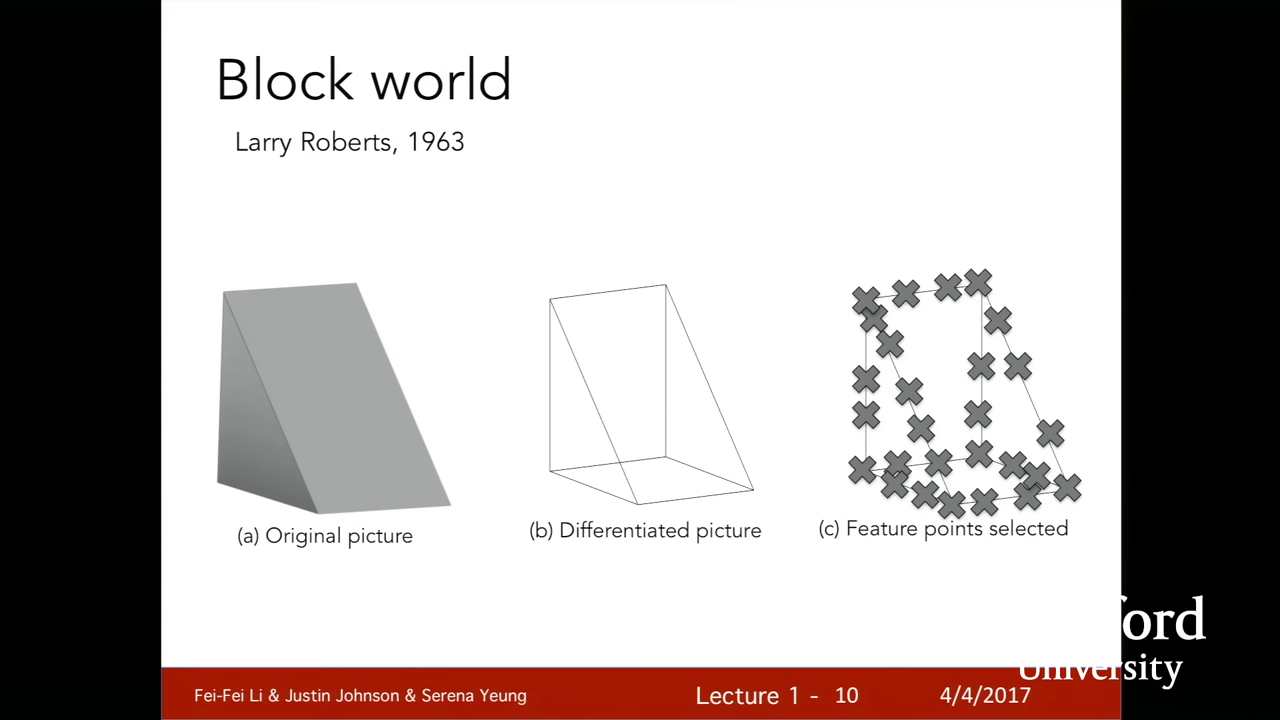 Block world
Larry Roberts, 1963
(a) Original picture
(b) Differentiated picture
(c) Feature points selected
Fei-Fei Li & Justin Johnson & Serena Yeung
Lecture 1 - 10
4/4/2017
ford
University